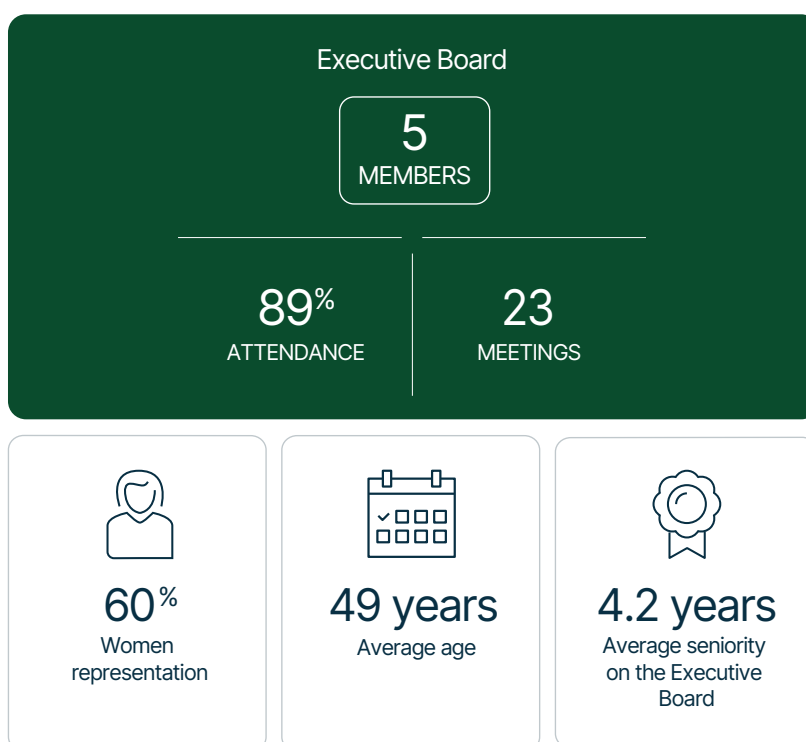 Executive Board
5
MEMBERS
89%
ATTENDANCE
23
MEETINGS
60%
Women
representation
49 years
Average age
4.2 years
Average seniority
on the Executive
Board